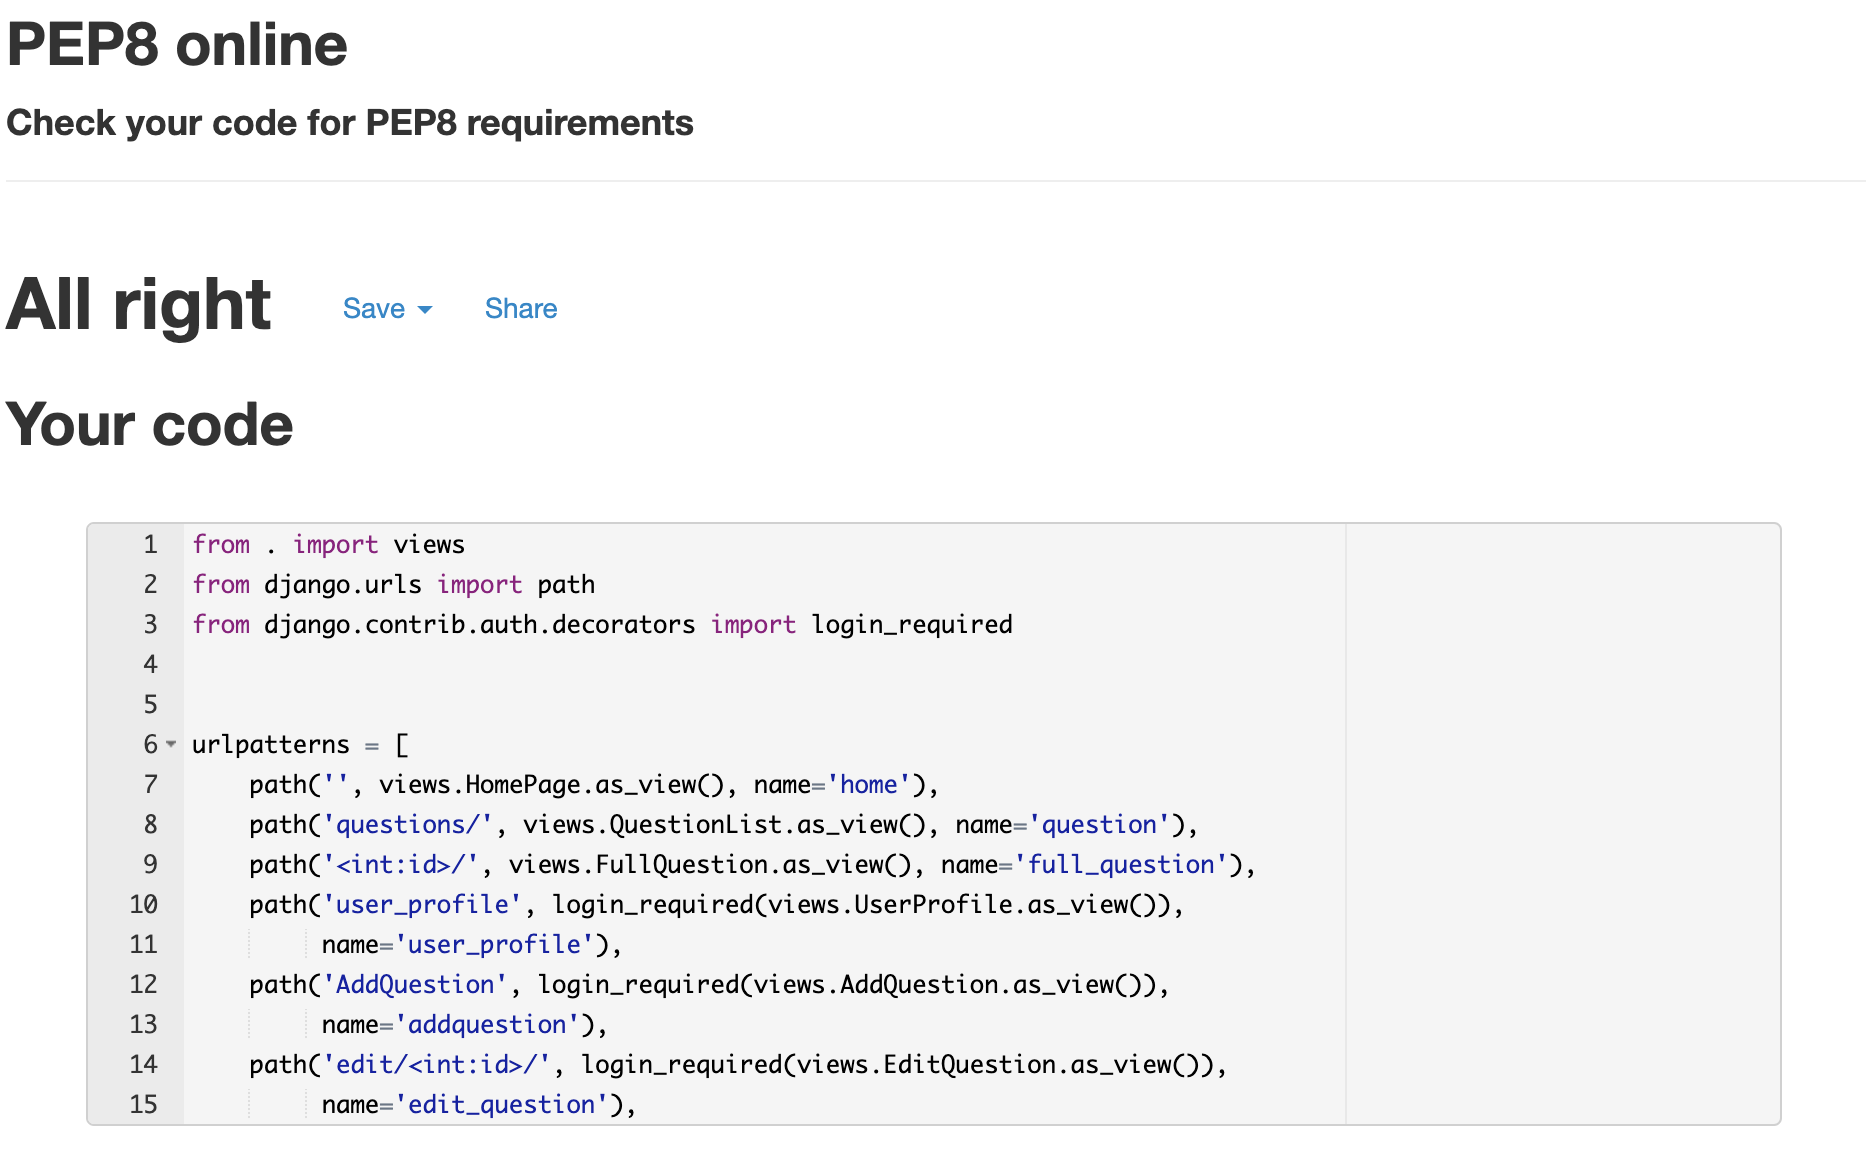 PEP8 online
Check your code for PEP8 requirements
All right Save Share
Your code
1 from . import views
2 from django.urls import path
3 from django.contrib.auth.decorators import login_required
4
5
6 urlpatterns = [
7     path('', views.HomePage.as_view(), name='home'),
8     path('questions/', views.QuestionList.as_view(), name='question'),
9     path('<int:id>/', views.FullQuestion.as_view(), name='full_question'),
10     path('user_profile', login_required(views.UserProfile.as_view()),
11          name='user_profile'),
12     path('AddQuestion', login_required(views.AddQuestion.as_view()),
13          name='addquestion'),
14     path('edit/<int:id>/', login_required(views.EditQuestion.as_view()),
15          name='edit_question'),